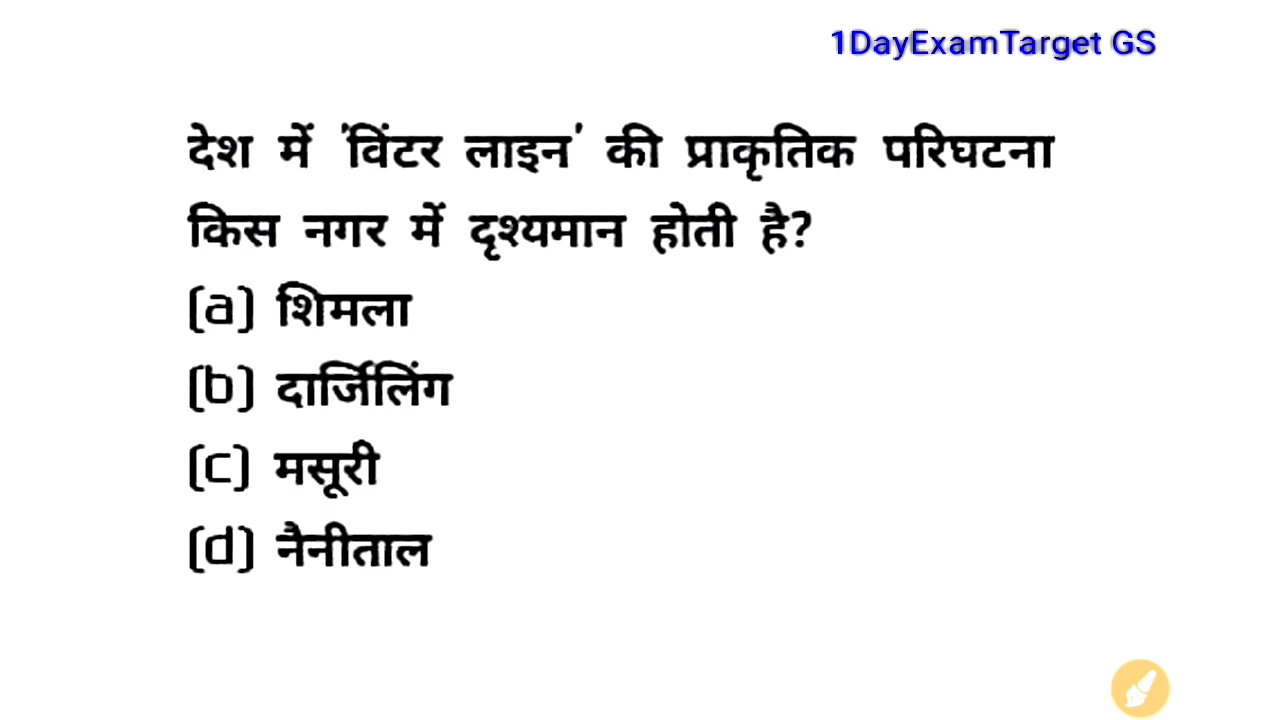 1DayExamTarget GS
देश में 'विंटर लाइन' की प्राकृतिक परिघटना
किस नगर में दृश्यमान होती है?
(a) शिमला
(b) दार्जिलिंग
(c) मसूरी
(d) नैनीताल